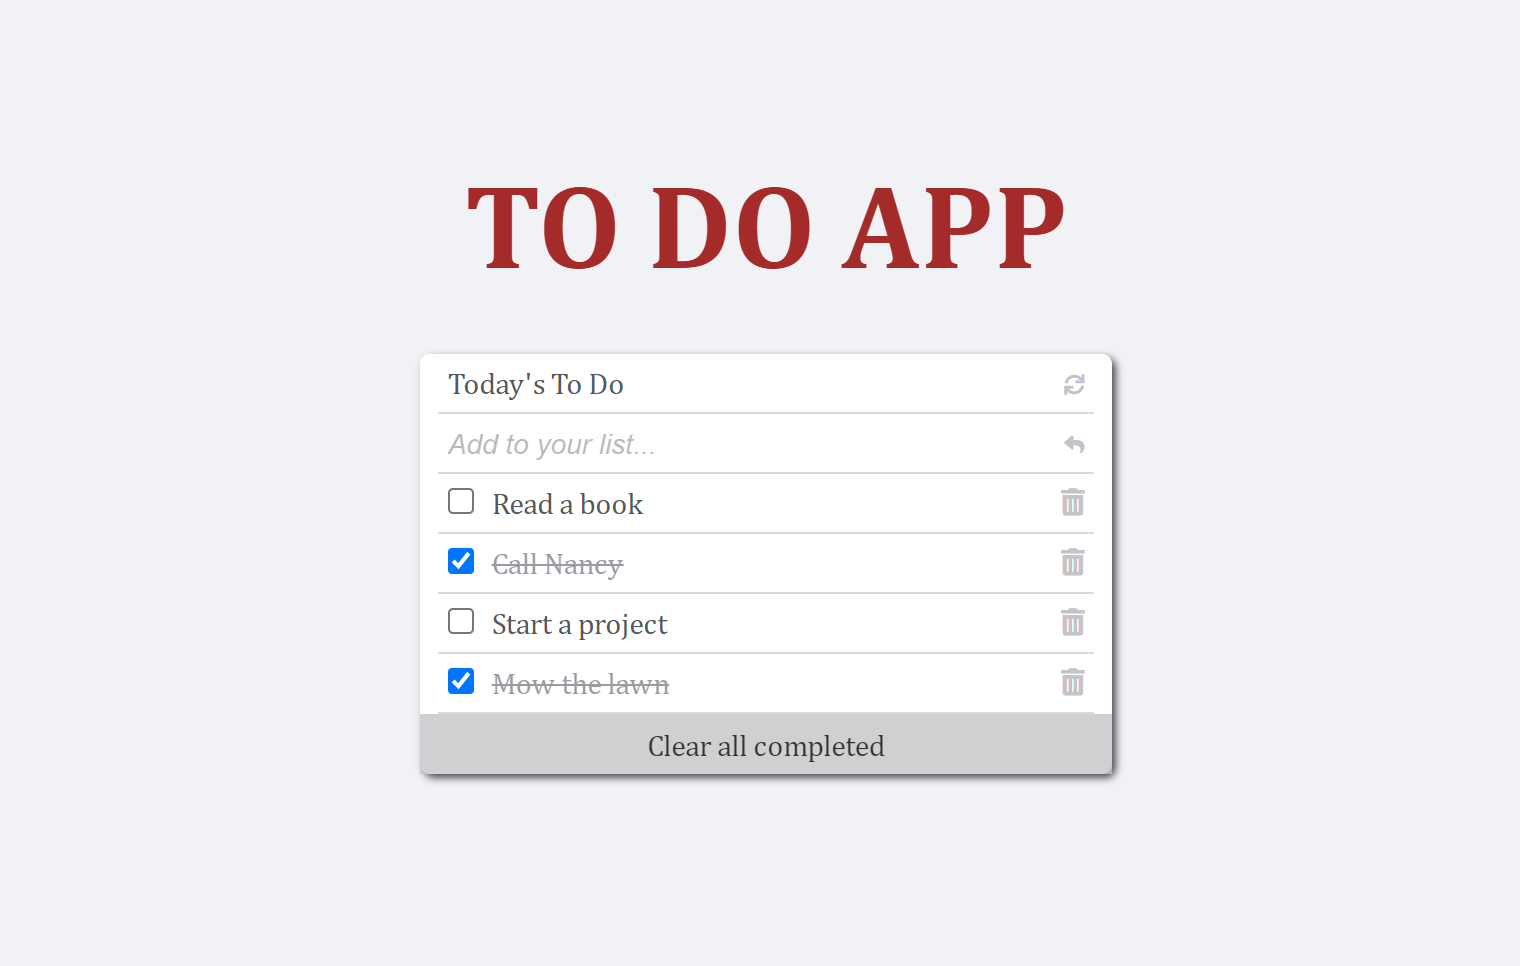 TO DO APP
Today's To Do
Add to your list...
Read a book
Call Nancy
Start a project
Mow the lawn
Clear all completed